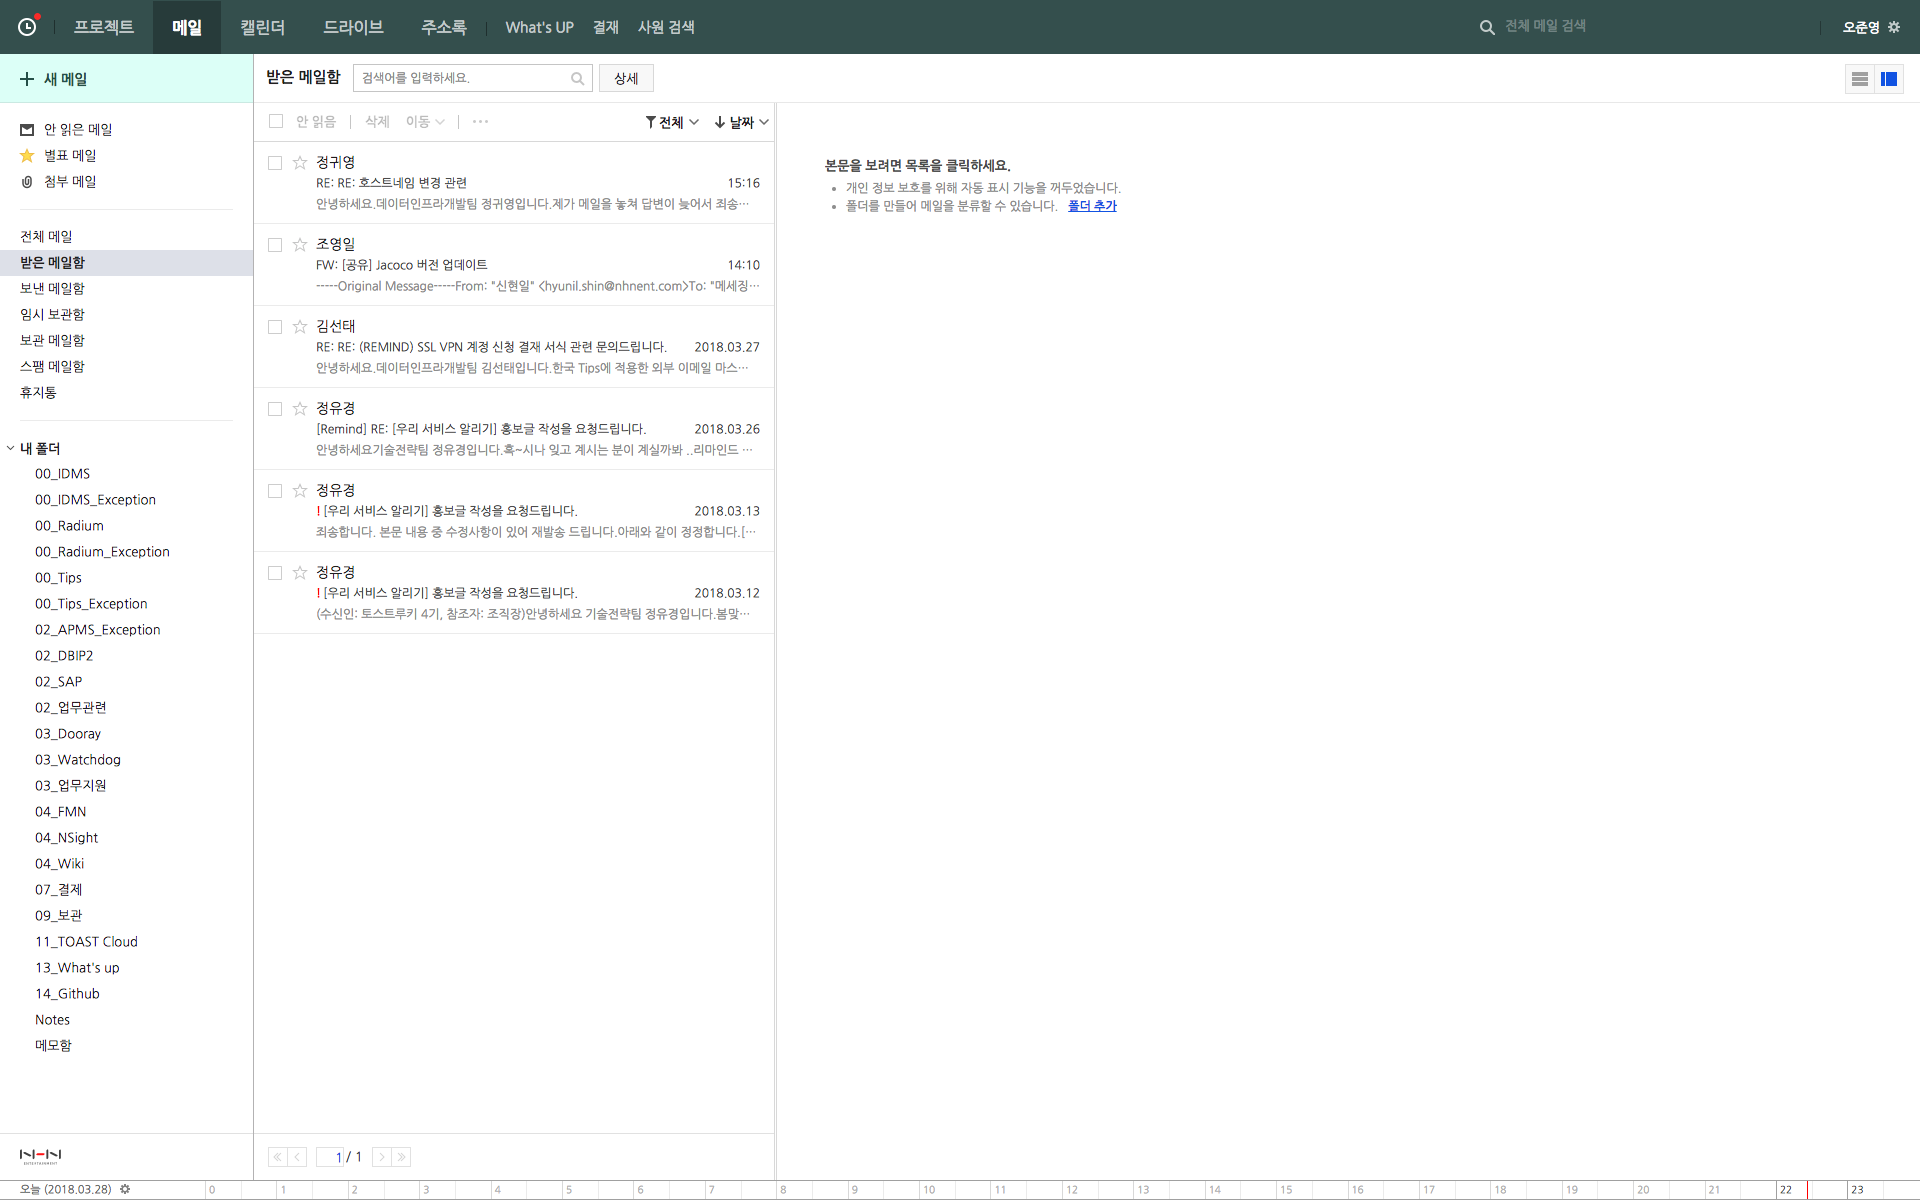 프로젝트 메일 캘린더 드라이브 주소록 What's UP 결재 사원 검색 전체 메일 검색 오준영
새 메일
받은 메일함 검색어를 입력하세요. 상세
안 읽은 메일
별표 메일
첨부 메일
전체 메일
받은 메일함
보낸 메일함
임시 보관함
보관 메일함
스팸 메일함
휴지통
내 폴더
00_IDMS
00_IDMS_Exception
00_Radium
00_Radium_Exception
00_Tips
00_Tips_Exception
02_APMS_Exception
02_DBIP2
02_SAP
02_업무관련
03_Dooray
03_Watchdog
03_업무지원
04_FMN
04_NSight
04_Wiki
07_결제
09_보관
11_TOAST Cloud
13_What's up
14_Github
Notes
메모함
NHN
ENTERTAINMENT
안 읽음 삭제 이동 ··· 전체 날짜
정귀영
RE: RE: 호스트네임 변경 관련 15:16
안녕하세요.데이터인프라개발팀 정귀영입니다.제가 메일을 놓쳐 답변이 늦어서 죄송···
조영일
FW: [공유] Jacoco 버전 업데이트 14:10
-----Original Message-----From: "신현일" <hyunil.shin@nhnent.com>To: "메세징···
김선태
RE: RE: (REMIND) SSL VPN 계정 신청 결재 서식 관련 문의드립니다. 2018.03.27
안녕하세요.데이터인프라개발팀 김선태입니다.한국 Tips에 적용한 외부 이메일 마스···
정유경
[Remind] RE: [우리 서비스 알리기] 홍보글 작성을 요청드립니다. 2018.03.26
안녕하세요기술전략팀 정유경입니다.혹~시나 잊고 계시는 분이 계실까봐 ..리마인드 ···
정유경
! [우리 서비스 알리기] 홍보글 작성을 요청드립니다. 2018.03.13
죄송합니다. 본문 내용 중 수정사항이 있어 재발송 드립니다.아래와 같이 정정합니다.[···
정유경
! [우리 서비스 알리기] 홍보글 작성을 요청드립니다. 2018.03.12
(수신인: 토스트루키 4기, 참조자: 조직장)안녕하세요 기술전략팀 정유경입니다.봄맞···
1 / 1
본문을 보려면 목록을 클릭하세요.
• 개인 정보 보호를 위해 자동 표시 기능을 꺼두었습니다.
• 폴더를 만들어 메일을 분류할 수 있습니다. 폴더 추가
오늘 (2018.03.28) 0 1 2 3 4 5 6 7 8 9 10 11 12 13 14 15 16 17 18 19 20 21 22 23